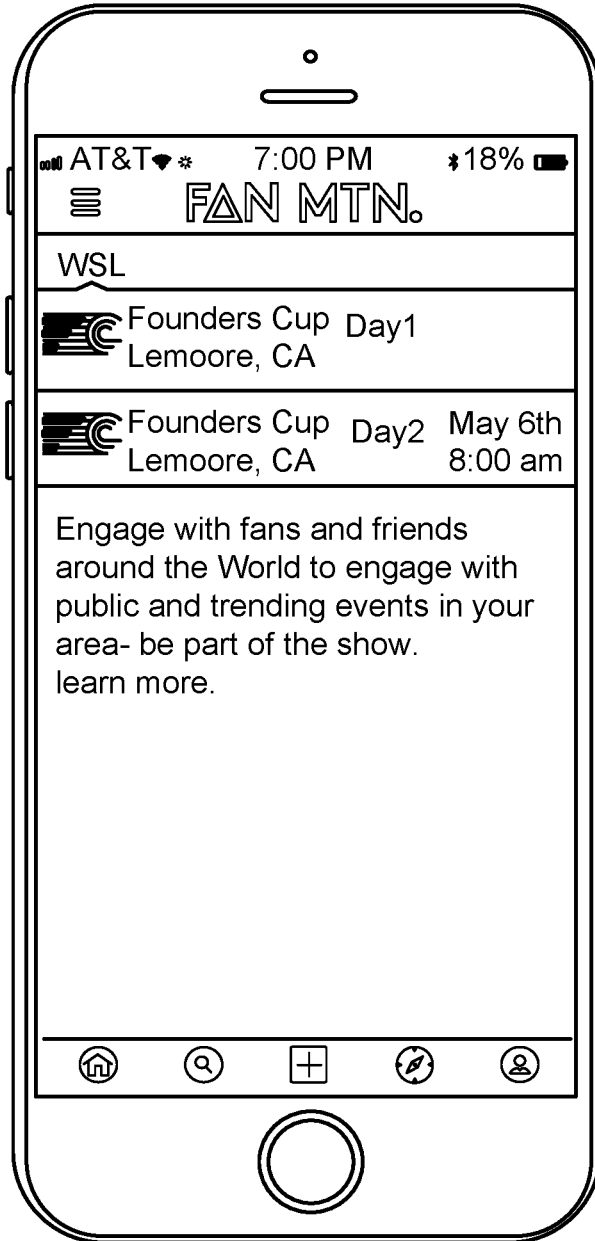 AT&T 7:00 PM 18%
FAN MTN.
WSL
Founders Cup Day1
Lemoore, CA
Founders Cup Day2 May 6th
Lemoore, CA 8:00 am
Engage with fans and friends
around the World to engage with
public and trending events in your
area- be part of the show.
learn more.